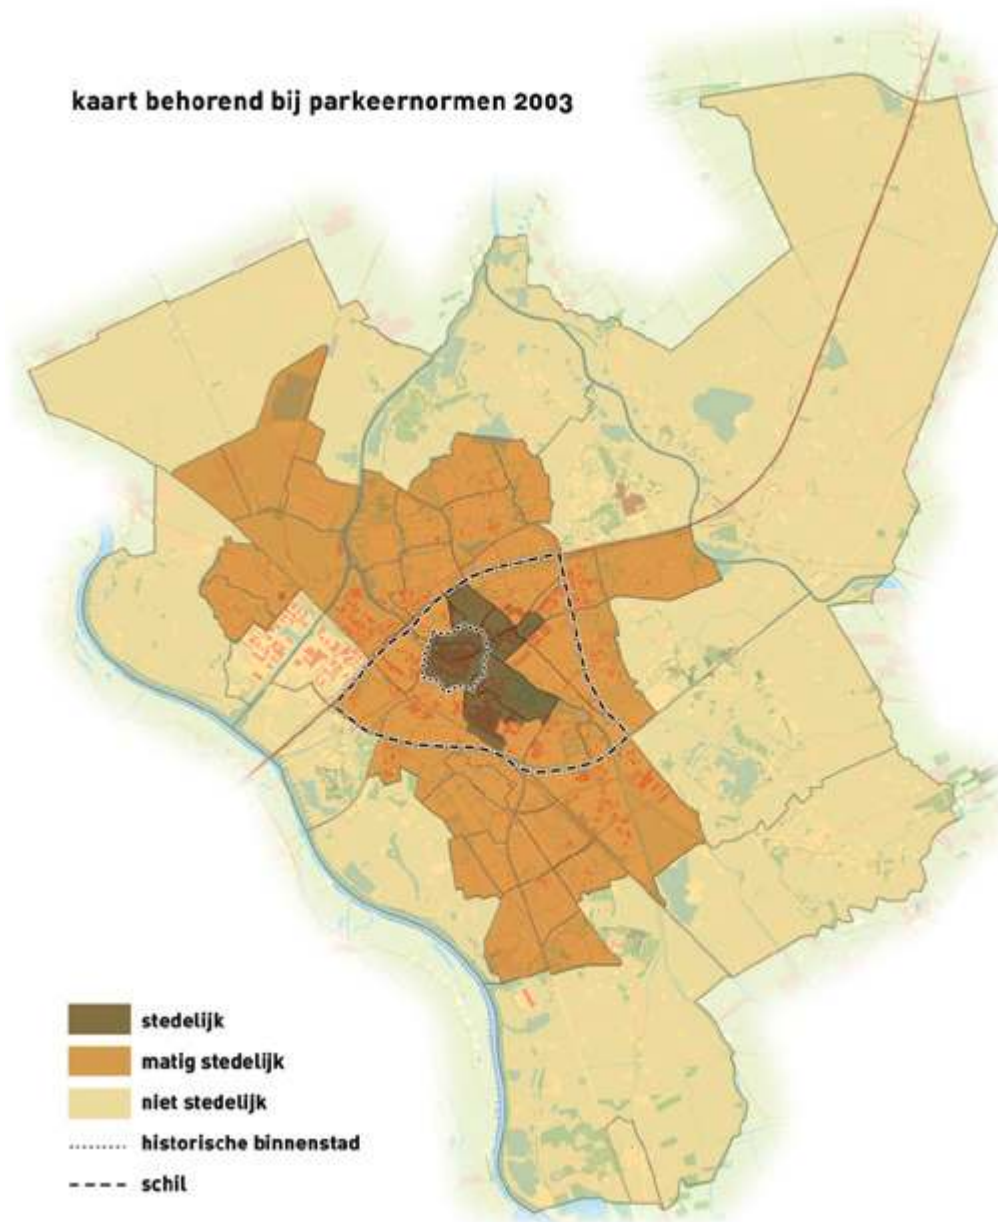 kaart behorend bij parkeernormen 2003
stedelijk
matig stedelijk
niet stedelijk
historische binnenstad
schil